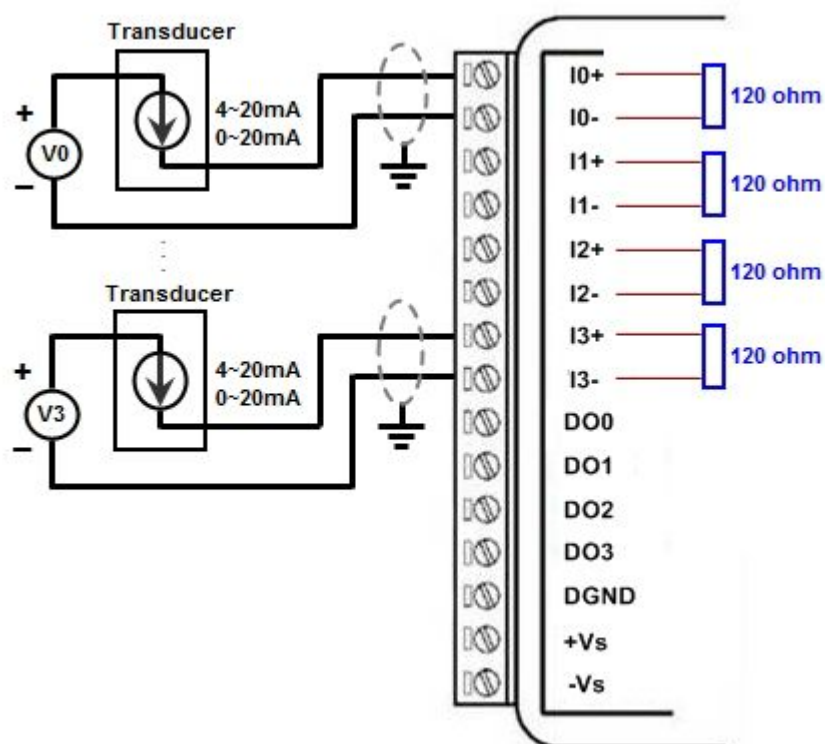 Transducer
+
V0
−
4~20mA
0~20mA
Transducer
+
V3
−
4~20mA
0~20mA
I0+
I0-
120 ohm
I1+
I1-
120 ohm
I2+
I2-
120 ohm
I3+
I3-
120 ohm
DO0
DO1
DO2
DO3
DGND
+Vs
-Vs